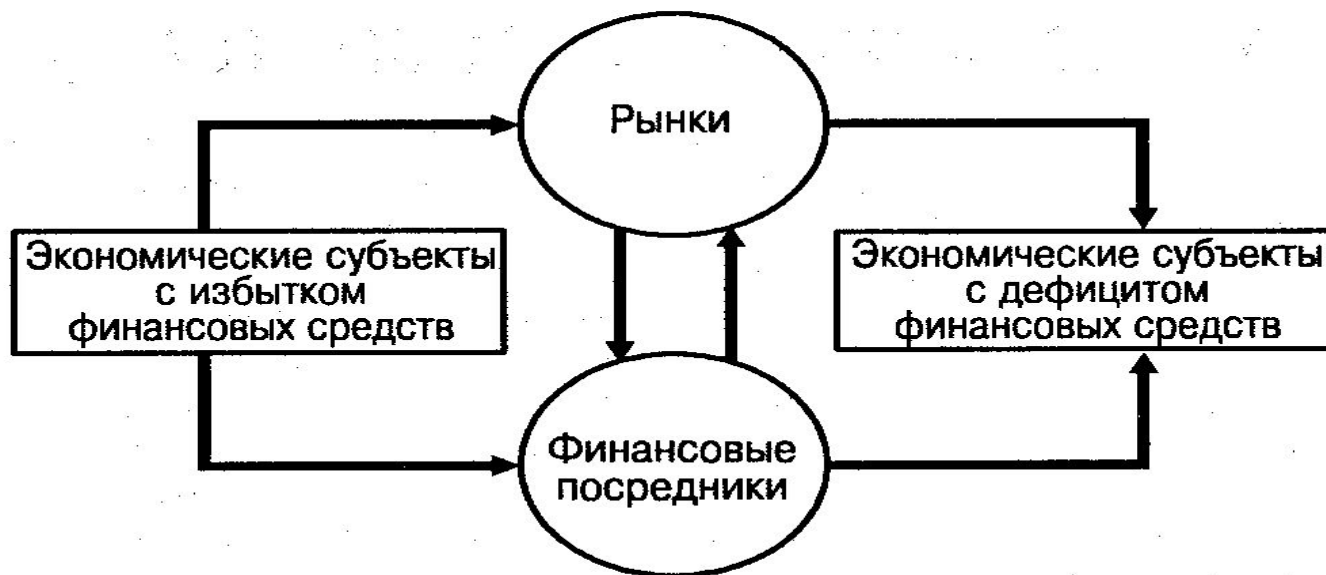 Рынки
Экономические субъекты
с избытком
финансовых средств
Экономические субъекты
с дефицитом
финансовых средств
Финансовые
посредники